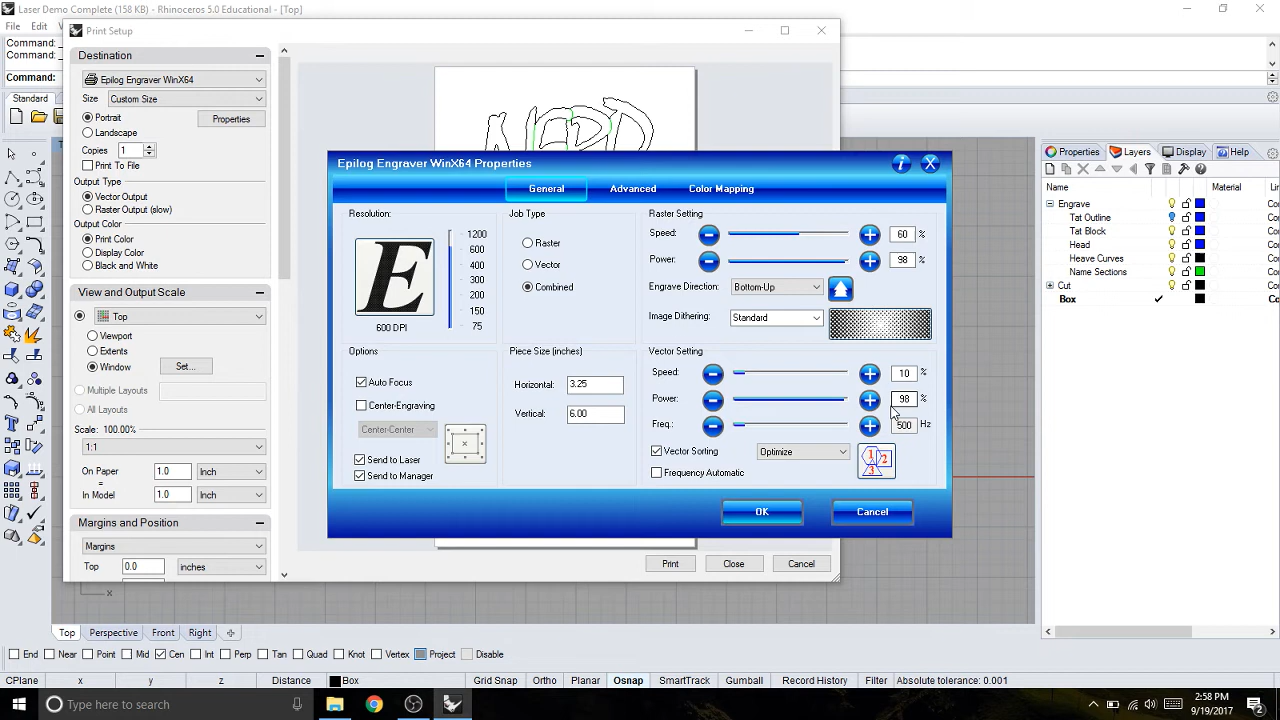 Laser Demo Complete (158 KB) - Rhinoceros 5.0 Educational - [Top]
File Edit
Command:
Command:
Command:
Standard
Print Setup
Destination
Epilog Engraver WinX64
Size Custom Size
Portrait
Landscape
Properties
Copies 1
Print To File
Output Type
Vector Output
Raster Output (slow)
Output Color
Print Color
Display Color
Black and White
View and Output Scale
Top
Viewport
Extents
Window
Set...
Multiple Layouts
All Layouts
Scale: 100.00%
1:1
On Paper 1.0 Inch
=
In Model 1.0 Inch
Margins and Position
Margins
Top 0.0 inches
Print Close Cancel
Epilog Engraver WinX64 Properties
General Advanced Color Mapping
Resolution:
1200
600
400
300
200
150
75
E
600 DPI
Job Type
Raster
Vector
Combined
Raster Setting
Speed: 60 %
Power: 98 %
Engrave Direction: Bottom-Up
Image Dithering: Standard
Options
Auto Focus
Center-Engraving
Center-Center
Send to Laser
Send to Manager
Piece Size (inches)
Horizontal: 3.25
Vertical: 6.00
Vector Setting
Speed: 10 %
Power: 98 %
Freq.: 500 Hz
Vector Sorting Optimize
1 2 3
Frequency Automatic
OK Cancel
Properties Layers Display Help
Name Material
Engrave
Tat Outline
Tat Block
Head
Heave Curves
Name Sections
Cut
Box
Top Perspective Front Right
End Near Point Mid Cen Int Perp Tan Quad Knot Vertex Project Disable
CPlane x y z Distance Box Grid Snap Ortho Planar Osnap SmartTrack Gumball Record History Filter Absolute tolerance: 0.001
Type here to search
2:58 PM
9/19/2017